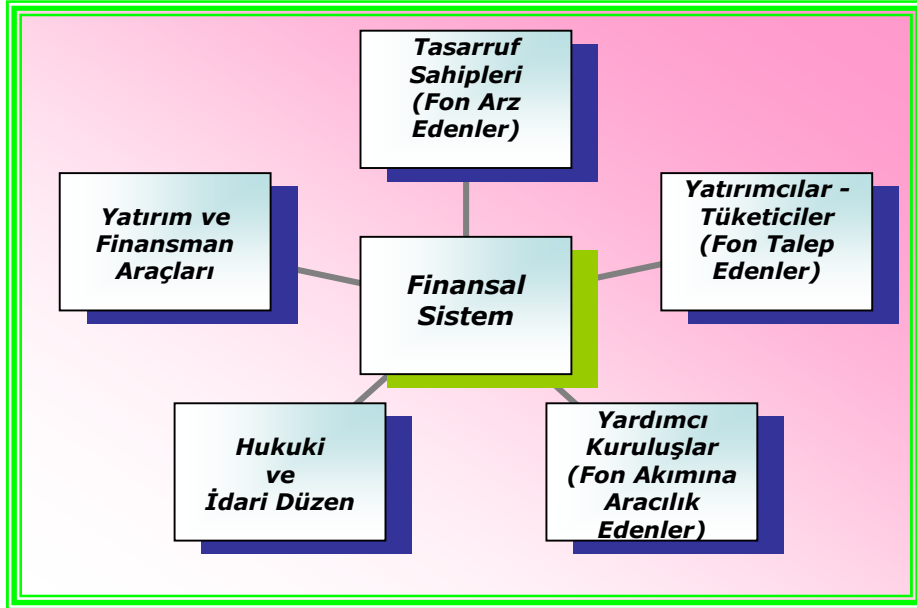 Tasarruf
Sahipleri
(Fon Arz
Edenler)
Yatırım ve
Finansman
Araçları
Yatırımcılar -
Tüketiciler
(Fon Talep
Edenler)
Finansal
Sistem
Hukuki
ve
İdari Düzen
Yardımcı
Kuruluşlar
(Fon Akımına
Aracılık
Edenler)